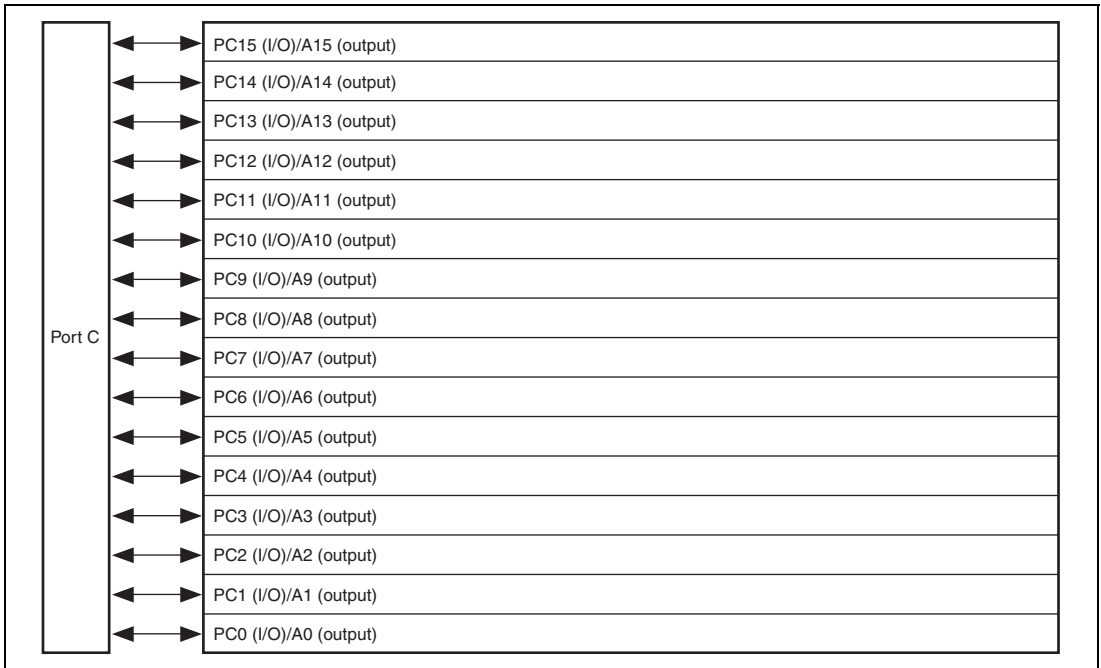 PC15 (I/O)/A15 (output)
PC14 (I/O)/A14 (output)
PC13 (I/O)/A13 (output)
PC12 (I/O)/A12 (output)
PC11 (I/O)/A11 (output)
PC10 (I/O)/A10 (output)
PC9 (I/O)/A9 (output)
PC8 (I/O)/A8 (output)
Port C
PC7 (I/O)/A7 (output)
PC6 (I/O)/A6 (output)
PC5 (I/O)/A5 (output)
PC4 (I/O)/A4 (output)
PC3 (I/O)/A3 (output)
PC2 (I/O)/A2 (output)
PC1 (I/O)/A1 (output)
PC0 (I/O)/A0 (output)